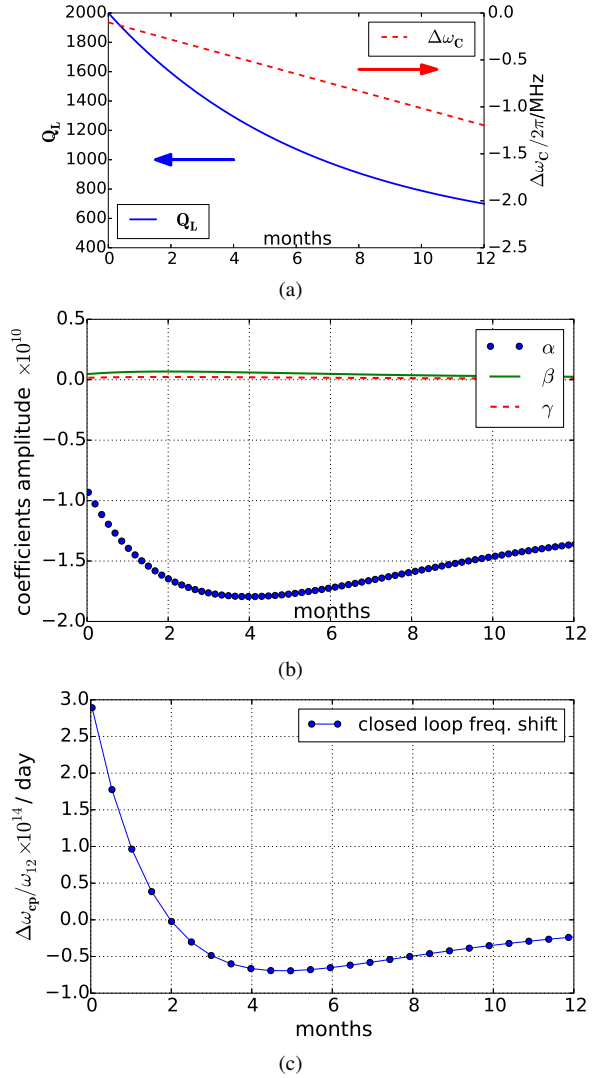 2000
1800
1600
1400
1200
1000
800
600
400
Q_L
0.0
−0.5
−1.0
−1.5
−2.0
−2.5
Δω_C/2π/MHz
Δω_C
Q_L
months
0 2 4 6 8 10 12
(a)
0.5
0.0
−0.5
−1.0
−1.5
−2.0
coefficients amplitude ×10^10
α
β
γ
months
0 2 4 6 8 10 12
(b)
3.0
2.5
2.0
1.5
1.0
0.5
0.0
−0.5
−1.0
Δω_cp/ω_12 ×10^14/ day
closed loop freq. shift
0 2 4 6 8 10 12
months
(c)